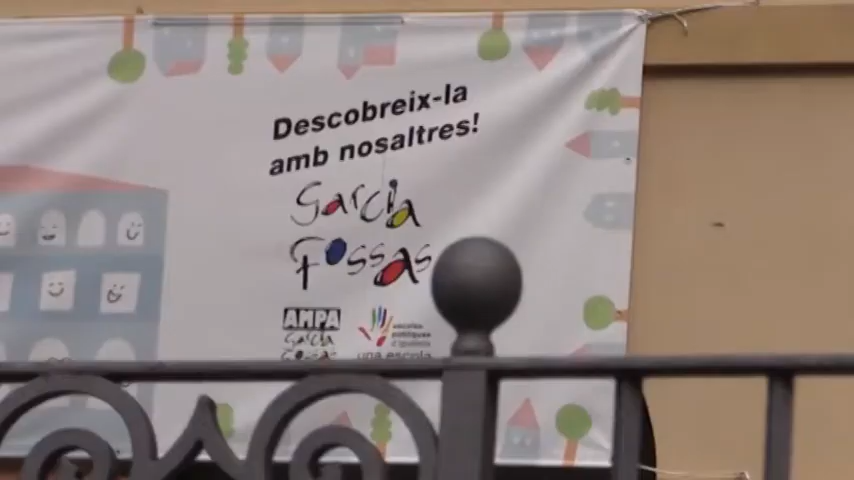 Descobreix-la
amb nosaltres!
Garcia
Fossas
AMPA
Garcia
Fossas
escoles
públiques
d'igualada
una escola